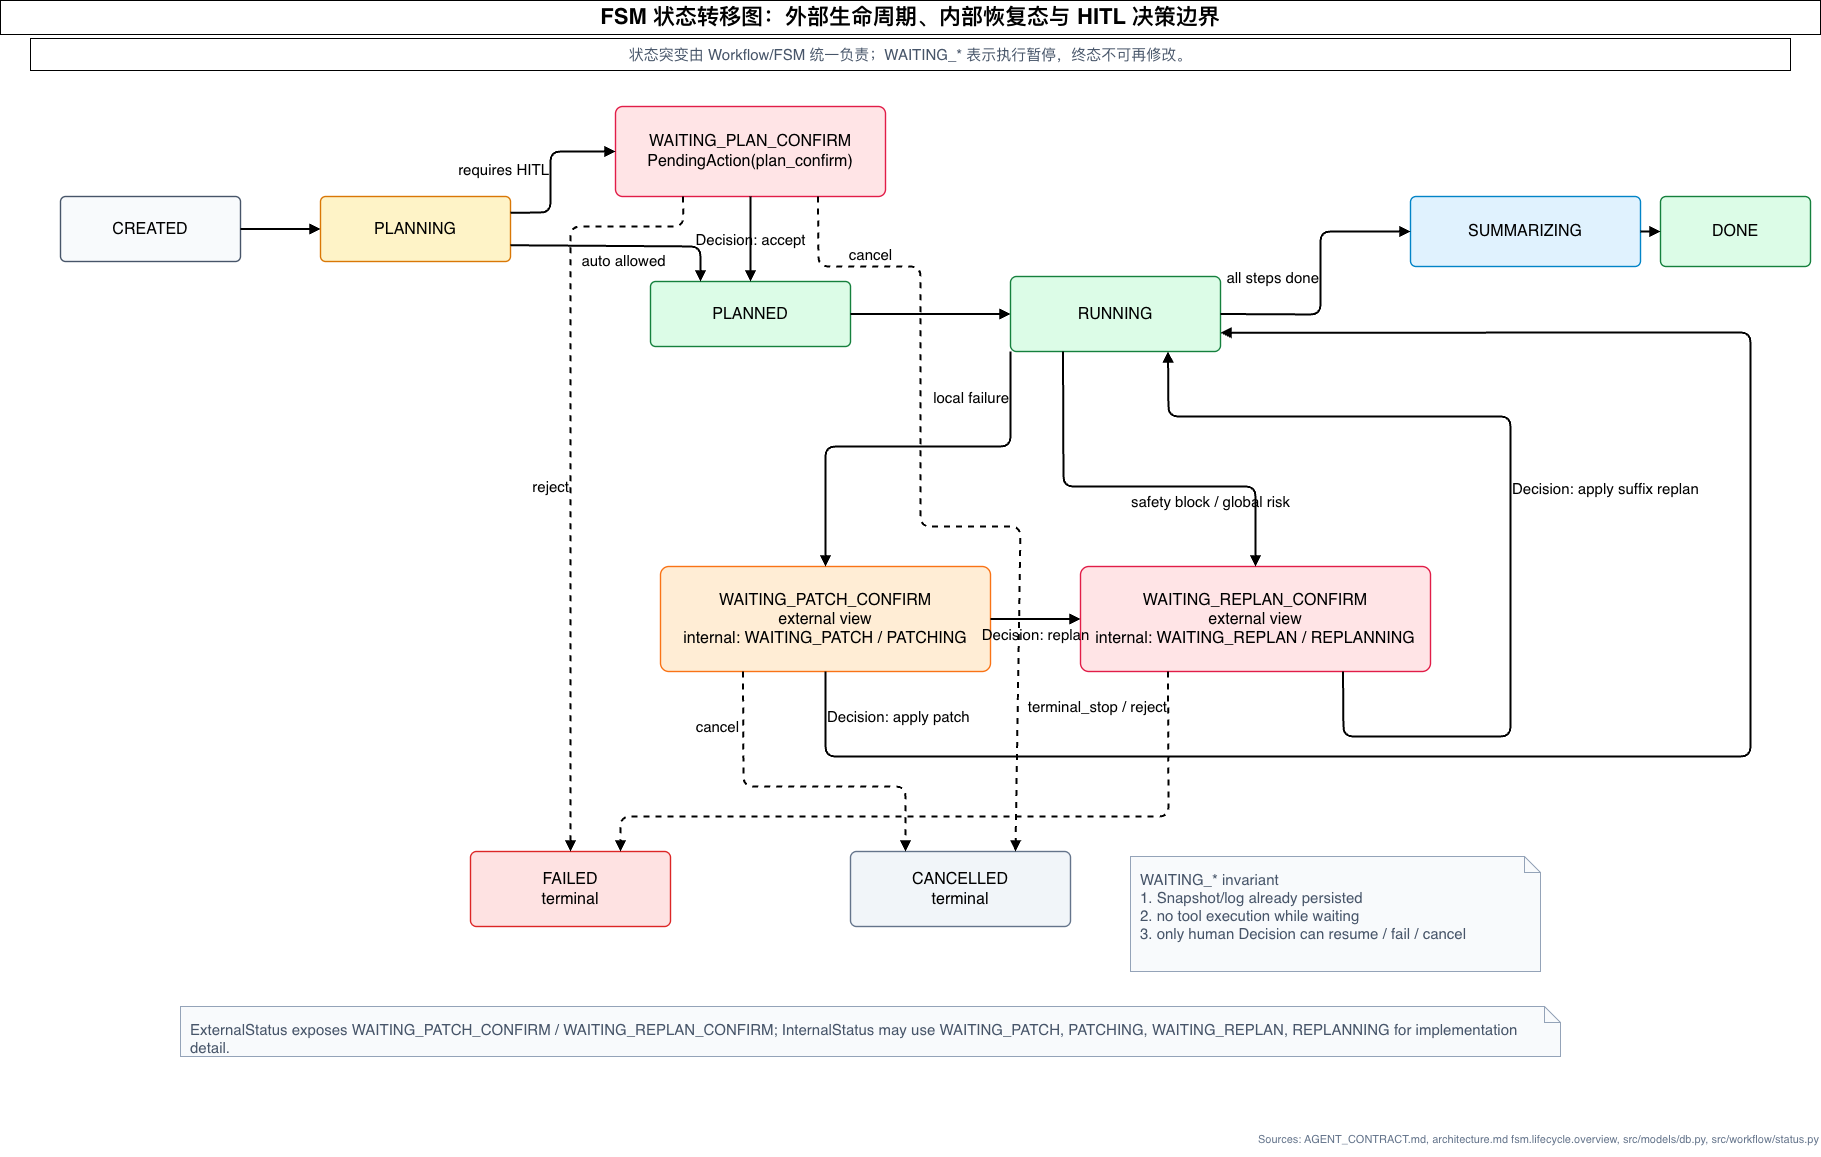 FSM 状态转移图：外部生命周期、内部恢复态与 HITL 决策边界
状态突变由 Workflow/FSM 统一负责；WAITING_* 表示执行暂停，终态不可再修改。
WAITING_PLAN_CONFIRM
PendingAction(plan_confirm)
requires HITL
CREATED
PLANNING
SUMMARIZING
DONE
Decision: accept
auto allowed
cancel
all steps done
PLANNED
RUNNING
local failure
reject
safety block / global risk
Decision: apply suffix replan
WAITING_PATCH_CONFIRM
external view
internal: WAITING_PATCH / PATCHING
Decision: replan
WAITING_REPLAN_CONFIRM
external view
internal: WAITING_REPLAN / REPLANNING
cancel
Decision: apply patch
terminal_stop / reject
FAILED
terminal
CANCELLED
terminal
WAITING_* invariant
1. Snapshot/log already persisted
2. no tool execution while waiting
3. only human Decision can resume / fail / cancel
ExternalStatus exposes WAITING_PATCH_CONFIRM / WAITING_REPLAN_CONFIRM; InternalStatus may use WAITING_PATCH, PATCHING, WAITING_REPLAN, REPLANNING for implementation
detail.
Sources: AGENT_CONTRACT.md, architecture.md fsm.lifecycle.overview, src/models/db.py, src/workflow/status.py